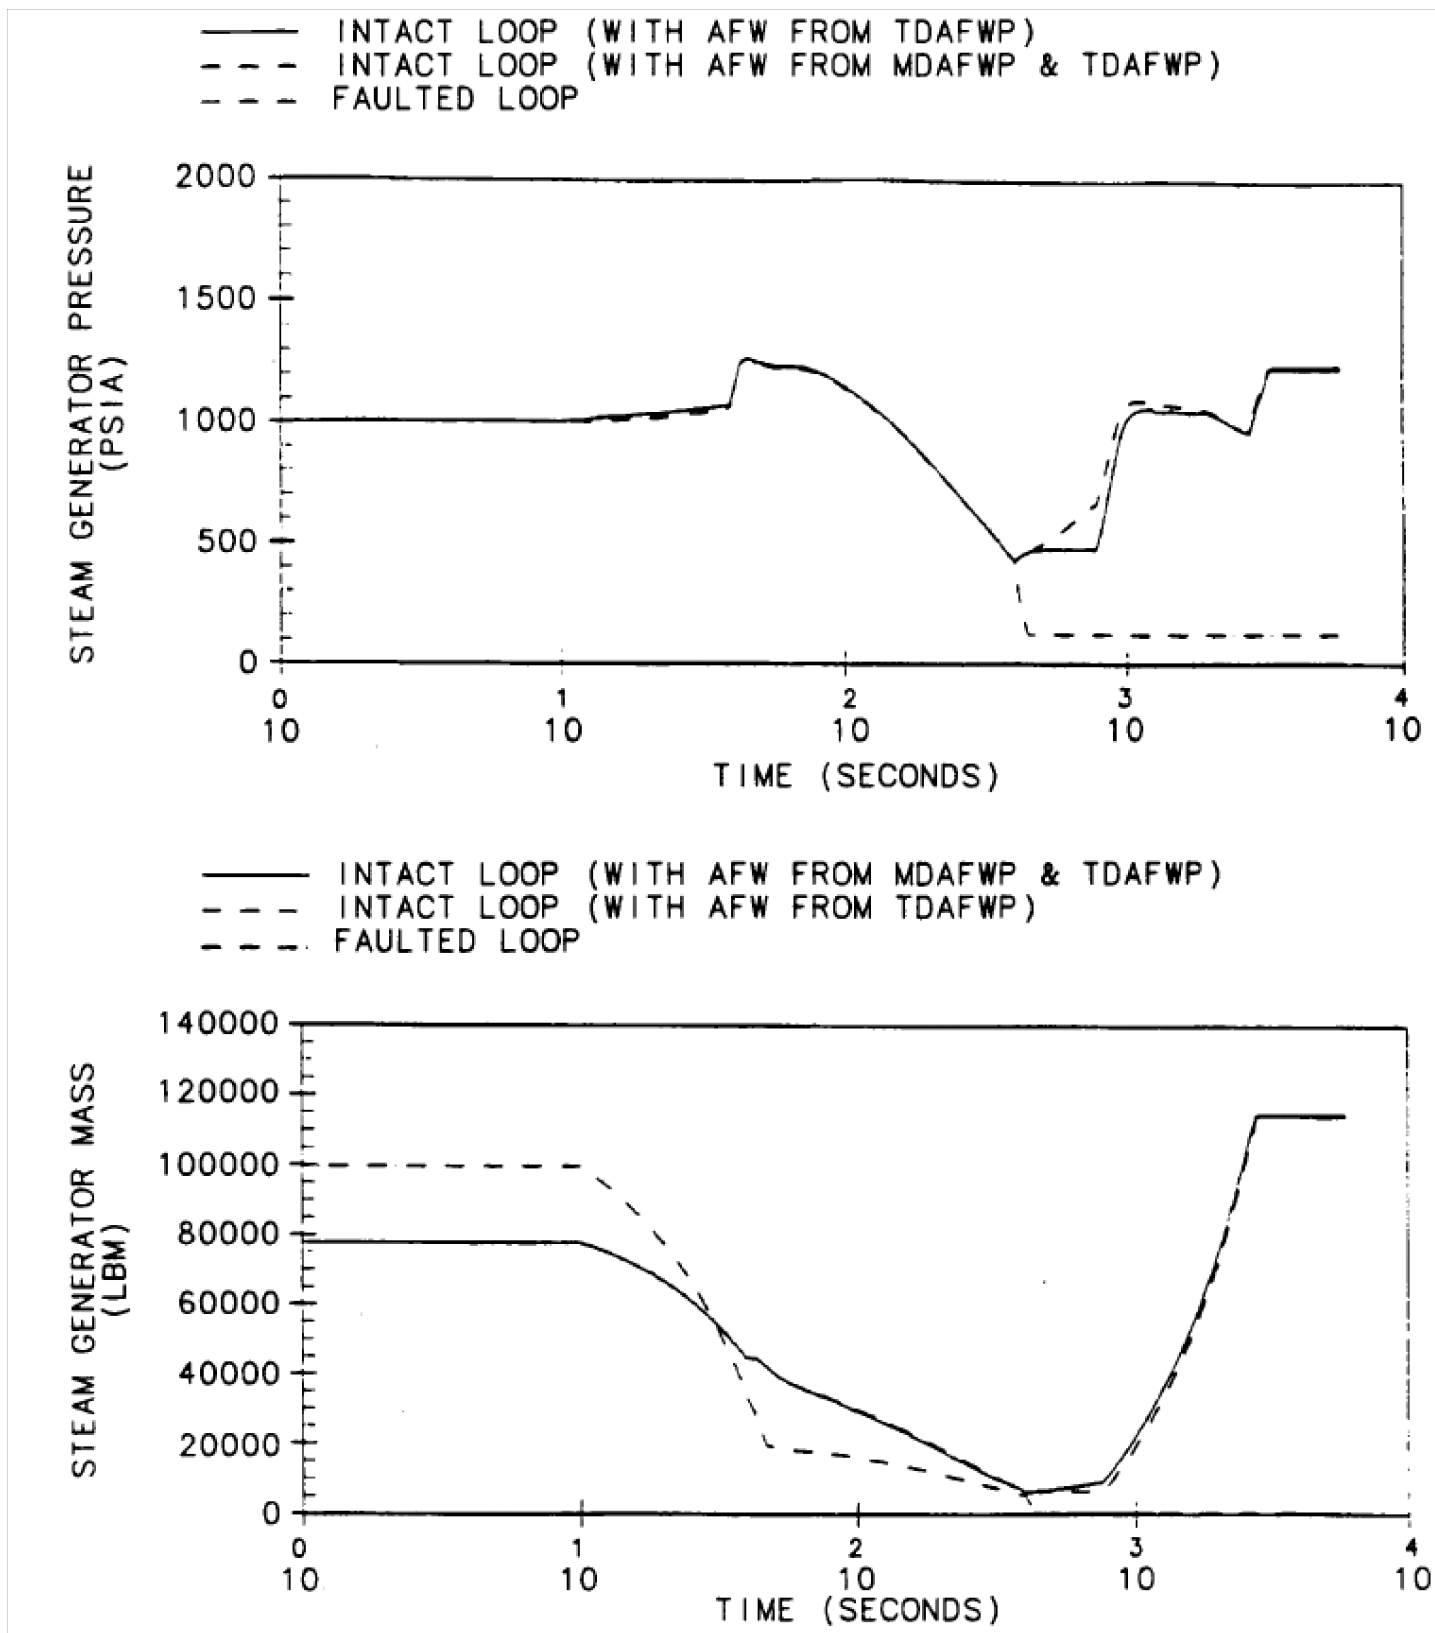 INTACT LOOP (WITH AFW FROM TDAFWP)
INTACT LOOP (WITH AFW FROM MDAFWP & TDAFWP)
FAULTED LOOP
STEAM GENERATOR PRESSURE
(PSIA)
2000
1500
1000
500
0
0 1 2 3 4
10 10 10 10 10
TIME (SECONDS)
INTACT LOOP (WITH AFW FROM MDAFWP & TDAFWP)
INTACT LOOP (WITH AFW FROM TDAFWP)
FAULTED LOOP
STEAM GENERATOR MASS
(LBM)
140000
120000
100000
80000
60000
40000
20000
0
0 1 2 3 4
10 10 10 10 10
TIME (SECONDS)